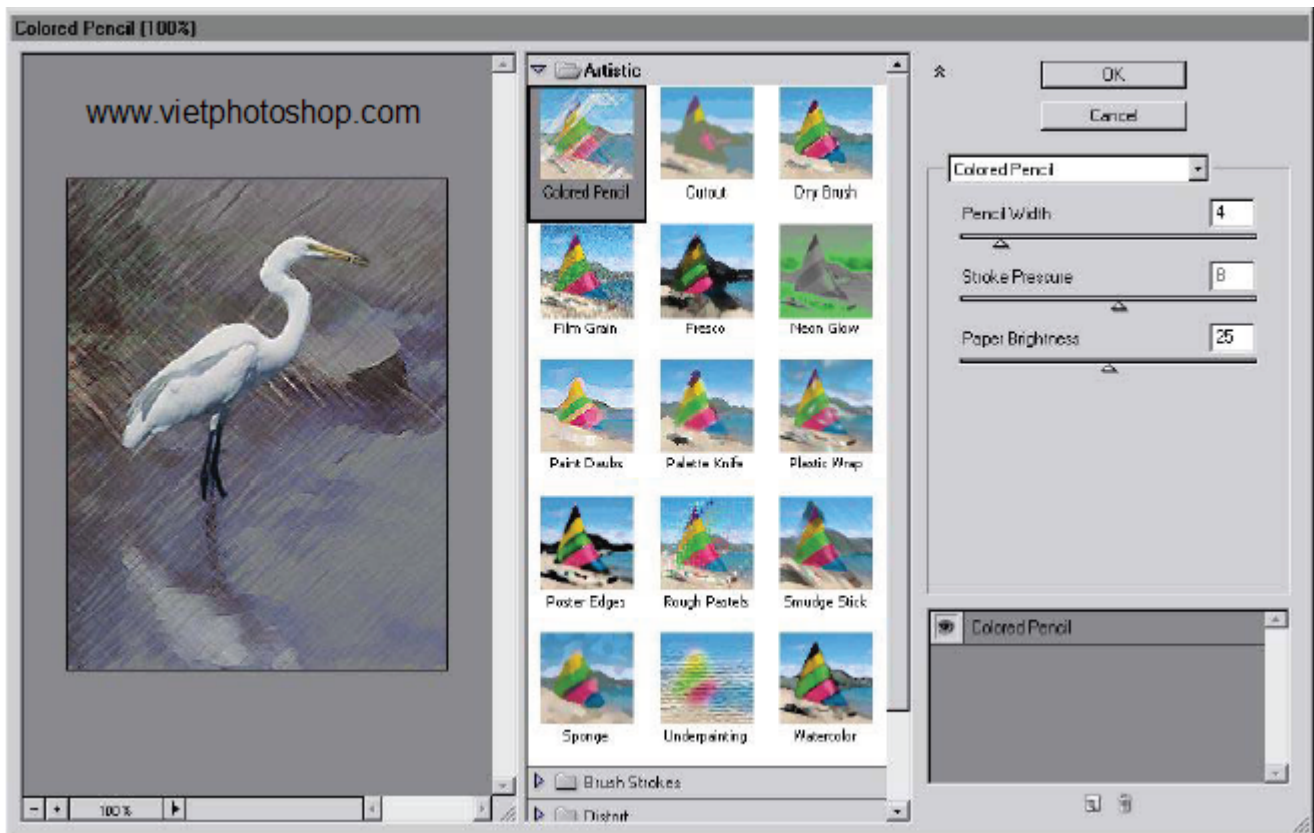 Colored Pencil (100%)
www.vietphotoshop.com
100%
Artistic
Colored Pencil
Cutout
Dry Brush
Film Grain
Fresco
Neon Glow
Paint Daubs
Palette Knife
Plastic Wrap
Poster Edges
Rough Pastels
Smudge Stick
Sponge
Underpainting
Watercolor
Brush Strokes
Distort
OK
Cancel
Colored Pencil
Pencil Width 4
Stroke Pressure 8
Paper Brightness 25
Colored Pencil